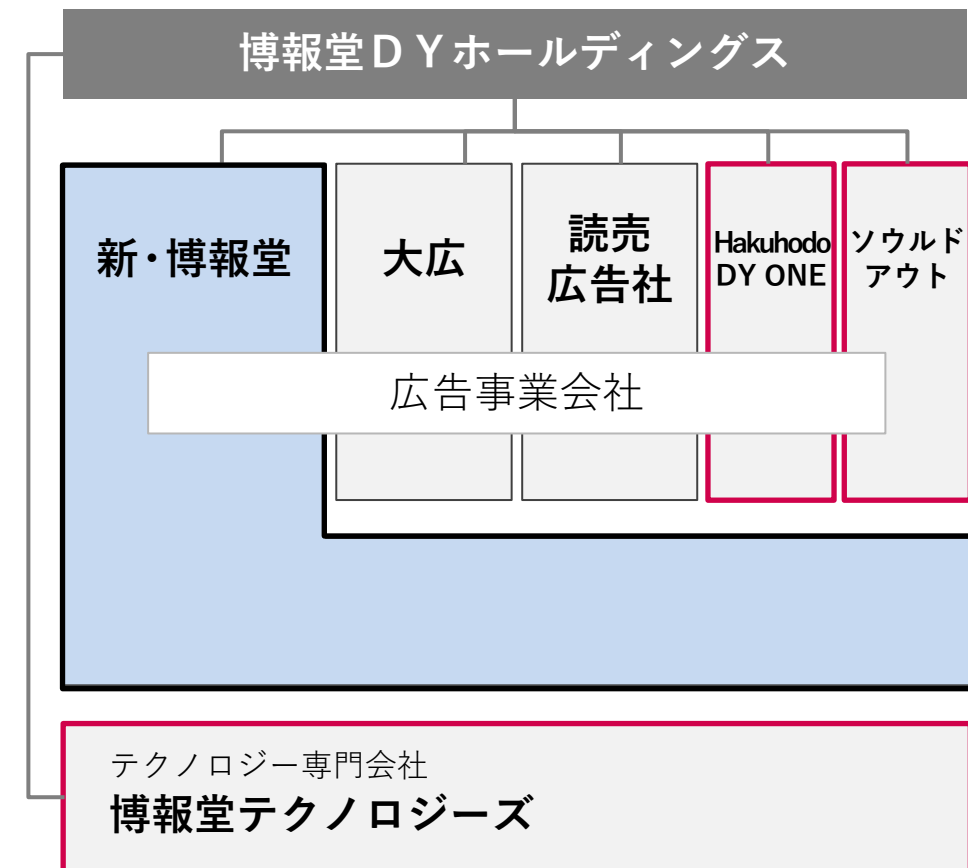 博報堂ＤＹホールディングス
新・博報堂
大広
読売
広告社
Hakuhodo
DY ONE
ソウルド
アウト
広告事業会社
テクノロジー専門会社
博報堂テクノロジーズ